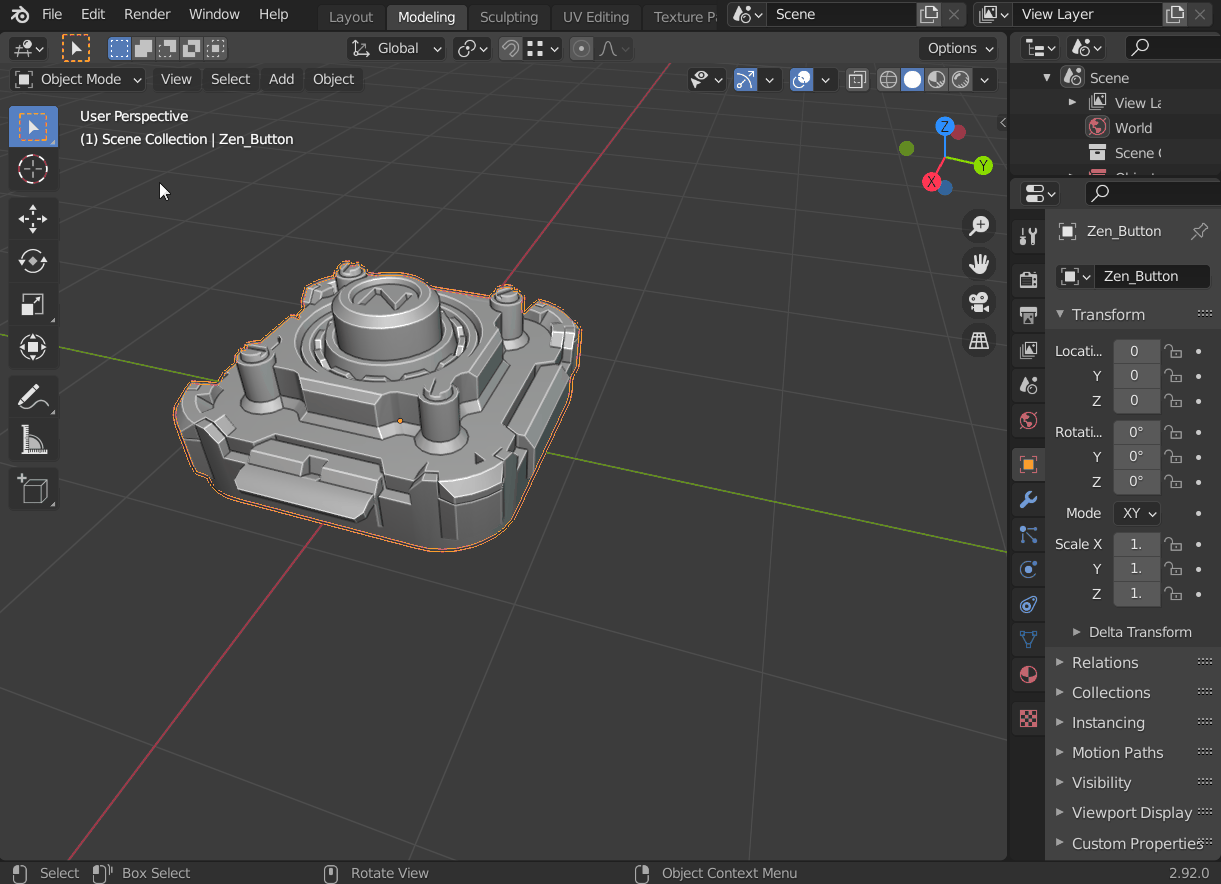 File Edit Render Window Help
Layout Modeling Sculpting UV Editing Texture P
Scene
View Layer
Global
Options
Object Mode View Select Add Object
User Perspective
(1) Scene Collection | Zen_Button
Z
Y
X
Scene
View La
World
Scene (
Zen_Button
Zen_Button
Transform
Locati... 0
Y 0
Z 0
Rotati... 0°
Y 0°
Z 0°
Mode XY
Scale X 1.
Y 1.
Z 1.
Delta Transform
Relations
Collections
Instancing
Motion Paths
Visibility
Viewport Display
Custom Properties
Select Box Select Rotate View Object Context Menu 2.92.0